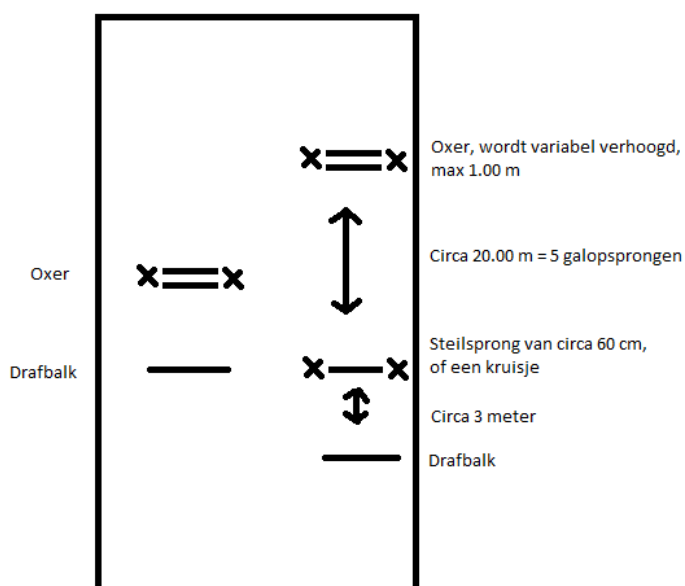 Oxer, wordt variabel verhoogd,
max 1.00 m
Circa 20.00 m = 5 galopsprongen
Oxer
Steilsprong van circa 60 cm,
of een kruisje
Drafbalk
Circa 3 meter
Drafbalk